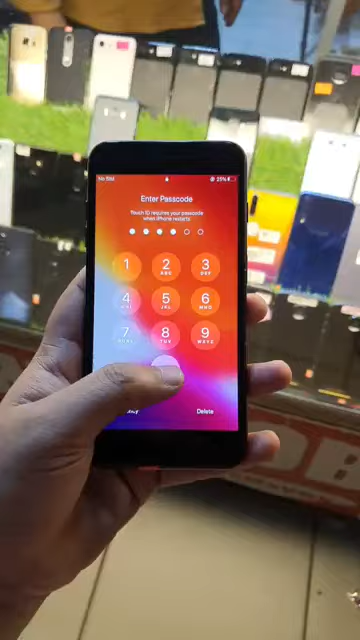 No SIM
25%
Enter Passcode
Touch ID requires your passcode
when iPhone restarts
1
2
ABC
3
DEF
4
GHI
5
JKL
6
MNO
7
8
TUV
9
WXYZ
Delete